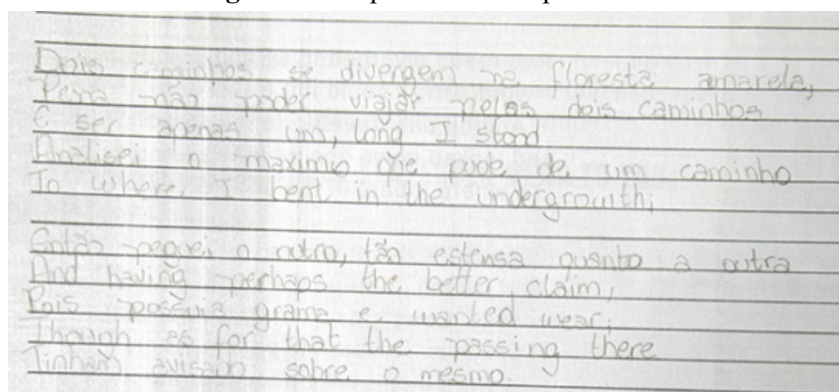 Dois caminhos se divergem na floresta amarela,
Pena não poder viajar pelos dois caminhos
E ser apenas um, long I stood
Analisei o maximo que pude de um caminho
To where I bent in the undergrowth;
Então peguei o outro, tão estensa quanto a outra
And having perhaps the better claim,
Pois possuia grama e wanted wear;
Though as for that the passing there
Tinham avisado sobre o mesmo.